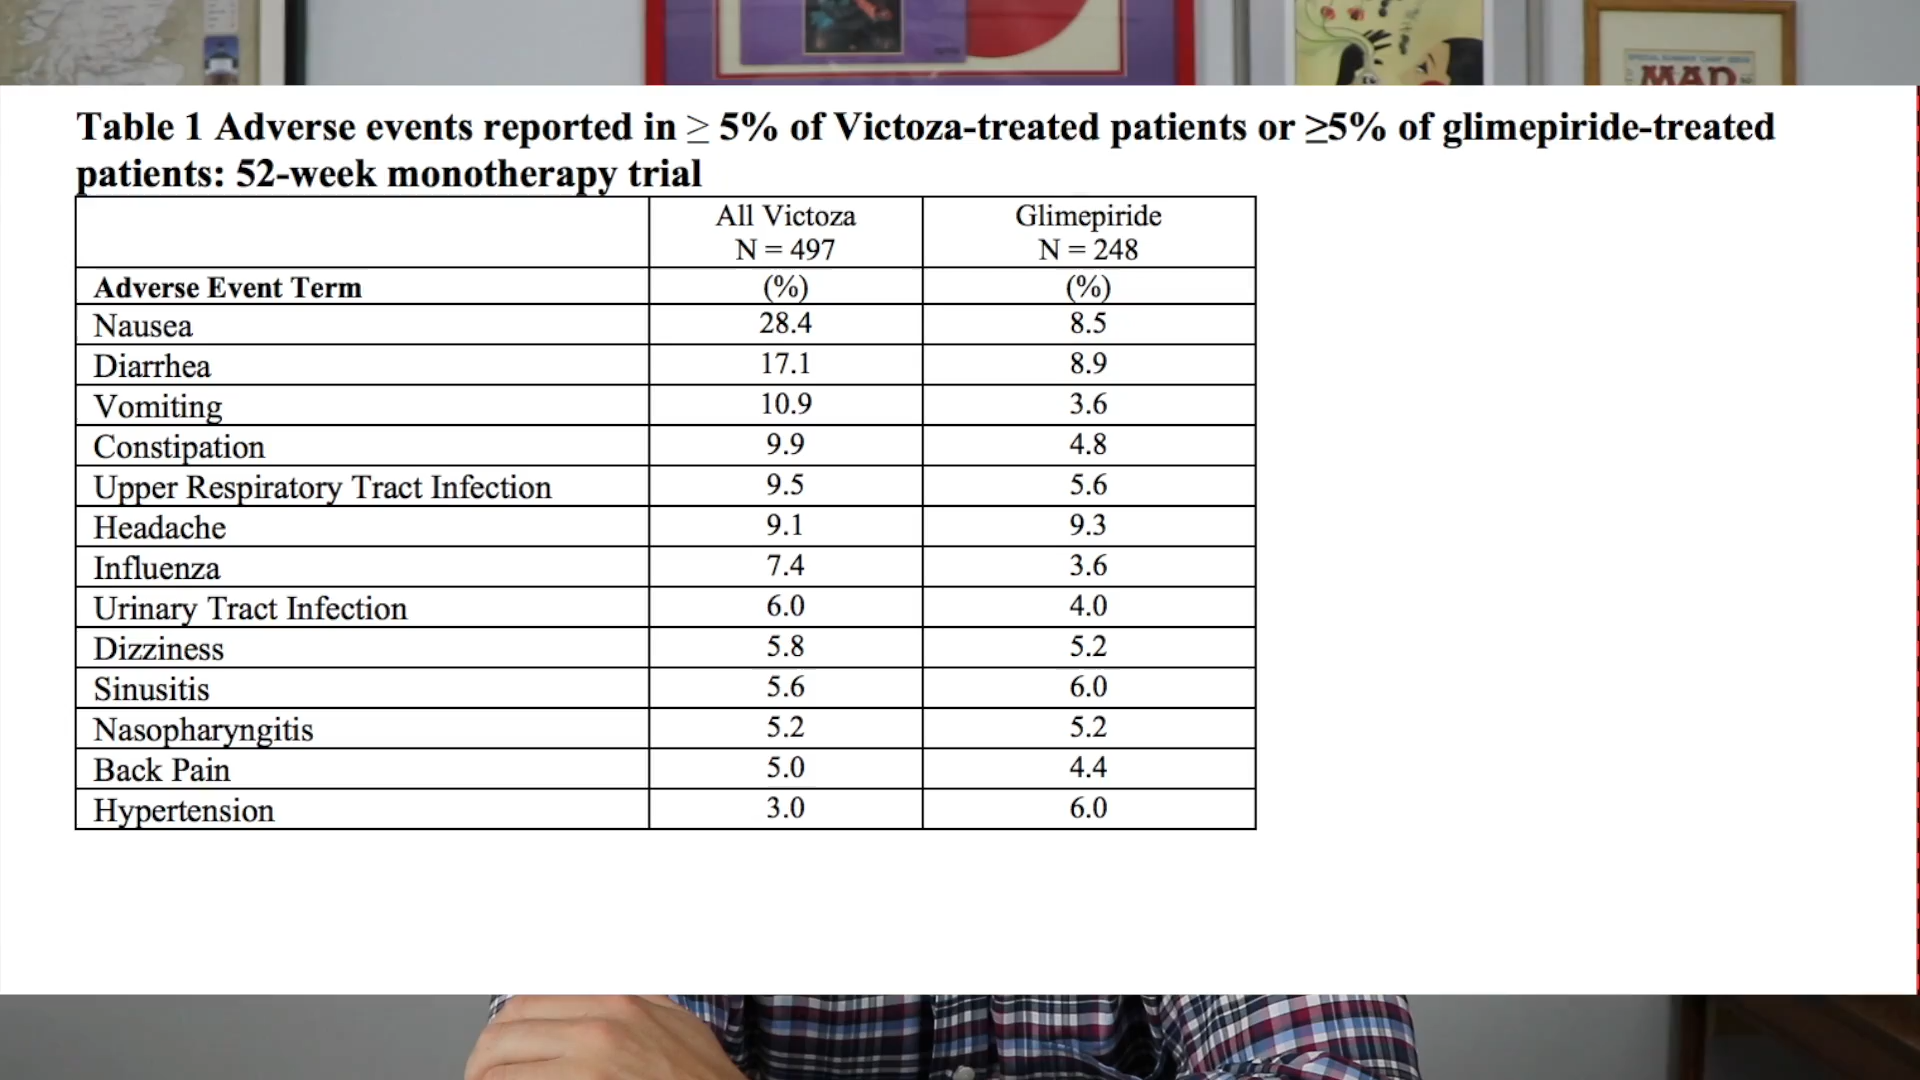 SPECIAL SUMMER CAMP ISSUE
MAD
Table 1 Adverse events reported in ≥ 5% of Victoza-treated patients or ≥5% of glimepiride-treated
patients: 52-week monotherapy trial
All Victoza Glimepiride
N = 497 N = 248
Adverse Event Term (%) (%)
Nausea 28.4 8.5
Diarrhea 17.1 8.9
Vomiting 10.9 3.6
Constipation 9.9 4.8
Upper Respiratory Tract Infection 9.5 5.6
Headache 9.1 9.3
Influenza 7.4 3.6
Urinary Tract Infection 6.0 4.0
Dizziness 5.8 5.2
Sinusitis 5.6 6.0
Nasopharyngitis 5.2 5.2
Back Pain 5.0 4.4
Hypertension 3.0 6.0